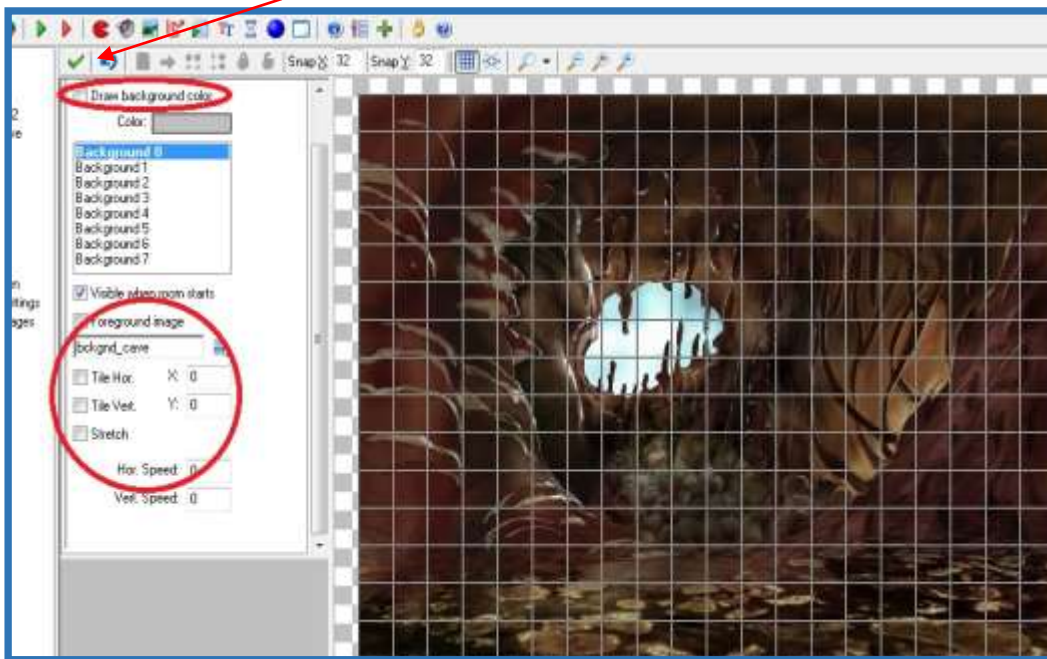 Snap X 32 Snap Y 32
Draw background color
Color:
Background 0
Background 1
Background 2
Background 3
Background 4
Background 5
Background 6
Background 7
Visible when room starts
Foreground image
bckgnd_cave
Tile Hor. X: 0
Tile Vert. Y: 0
Stretch
Hor. Speed: 0
Vert. Speed: 0